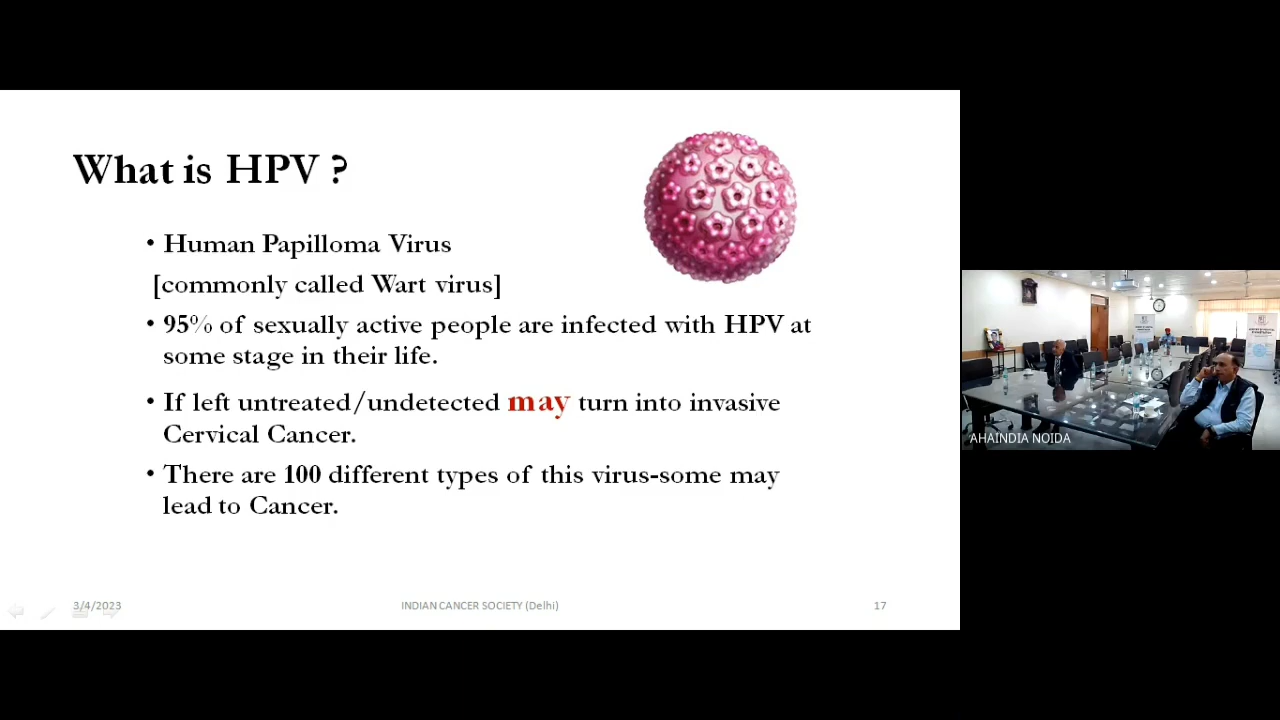 What is HPV ?
• Human Papilloma Virus
[commonly called Wart virus]
• 95% of sexually active people are infected with HPV at
some stage in their life.
• If left untreated/undetected may turn into invasive
Cervical Cancer.
• There are 100 different types of this virus-some may
lead to Cancer.
3/4/2023
INDIAN CANCER SOCIETY (Delhi)
17
AHAINDIA NOIDA